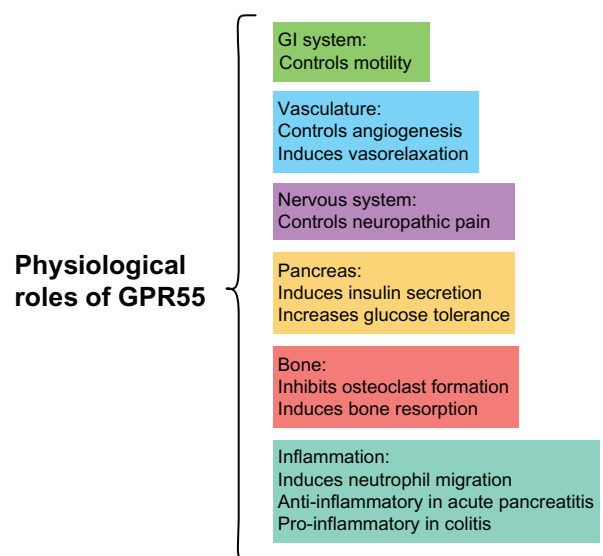 Physiological
roles of GPR55
GI system:
Controls motility
Vasculature:
Controls angiogenesis
Induces vasorelaxation
Nervous system:
Controls neuropathic pain
Pancreas:
Induces insulin secretion
Increases glucose tolerance
Bone:
Inhibits osteoclast formation
Induces bone resorption
Inflammation:
Induces neutrophil migration
Anti-inflammatory in acute pancreatitis
Pro-inflammatory in colitis